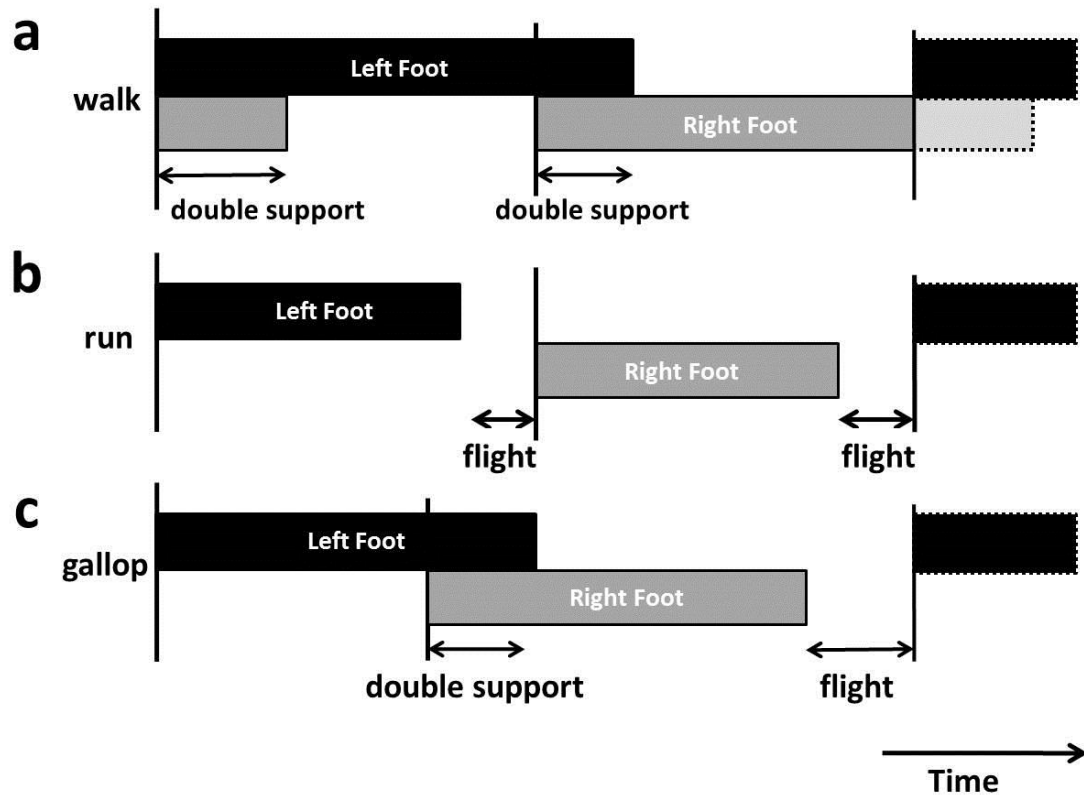 a
walk
Left Foot
Right Foot
double support
double support
b
run
Left Foot
Right Foot
flight
flight
c
gallop
Left Foot
Right Foot
double support
flight
Time